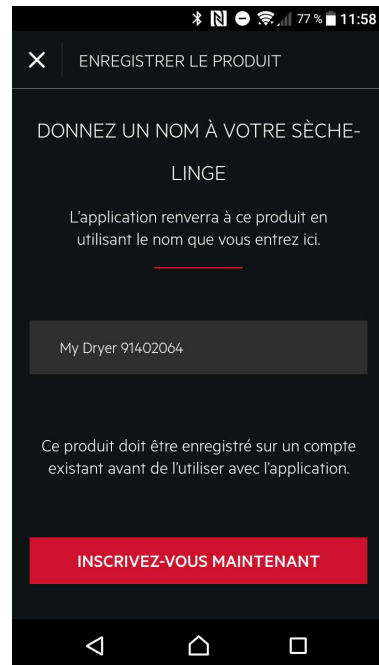 77 % 11:58
ENREGISTRER LE PRODUIT
DONNEZ UN NOM À VOTRE SÈCHE-
LINGE
L'application renverra à ce produit en
utilisant le nom que vous entrez ici.
My Dryer 91402064
Ce produit doit être enregistré sur un compte
existant avant de l'utiliser avec l'application.
INSCRIVEZ-VOUS MAINTENANT